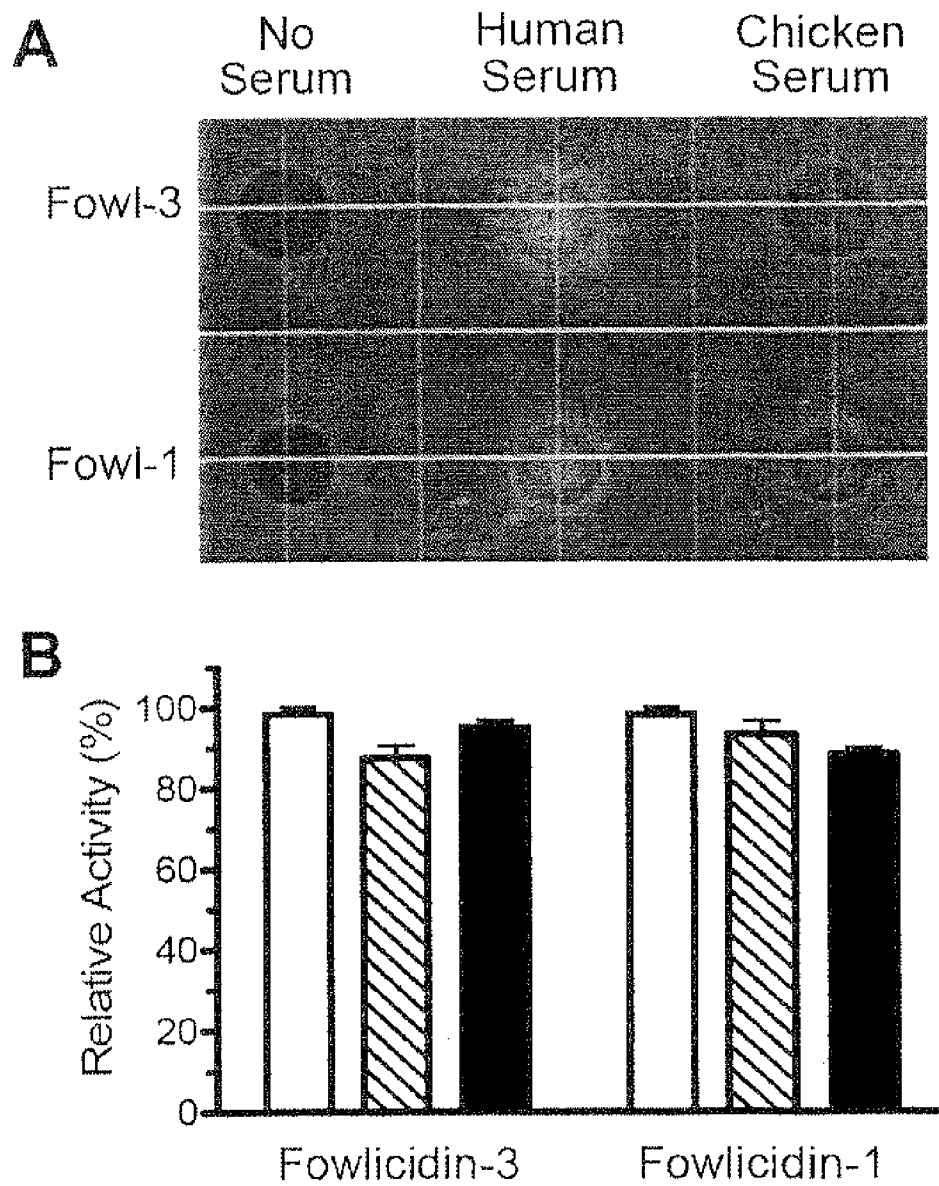 A
No Serum
Human Serum
Chicken Serum
Fowl-3
Fowl-1
B
Relative Activity (%)
100
80
60
40
20
0
Fowlicidin-3
Fowlicidin-1